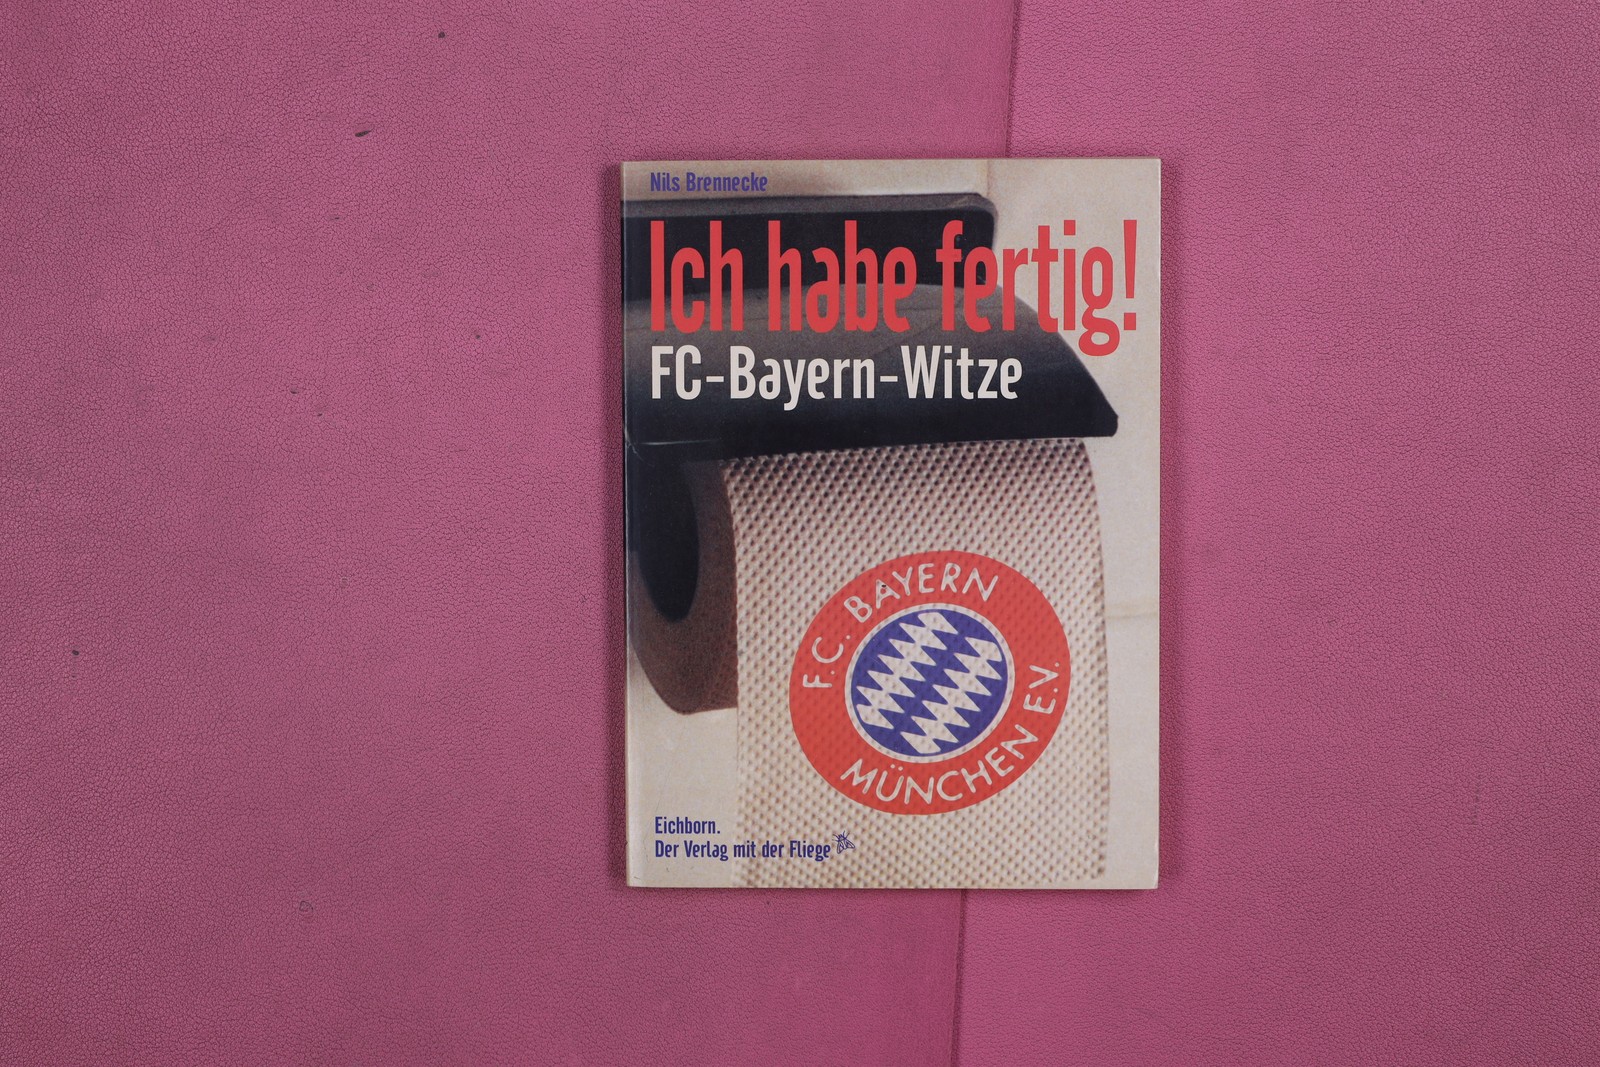 Nils Brennecke
Ich habe fertig!
FC-Bayern-Witze
F.C. BAYERN
MÜNCHEN E.V.
Eichborn.
Der Verlag mit der Fliege